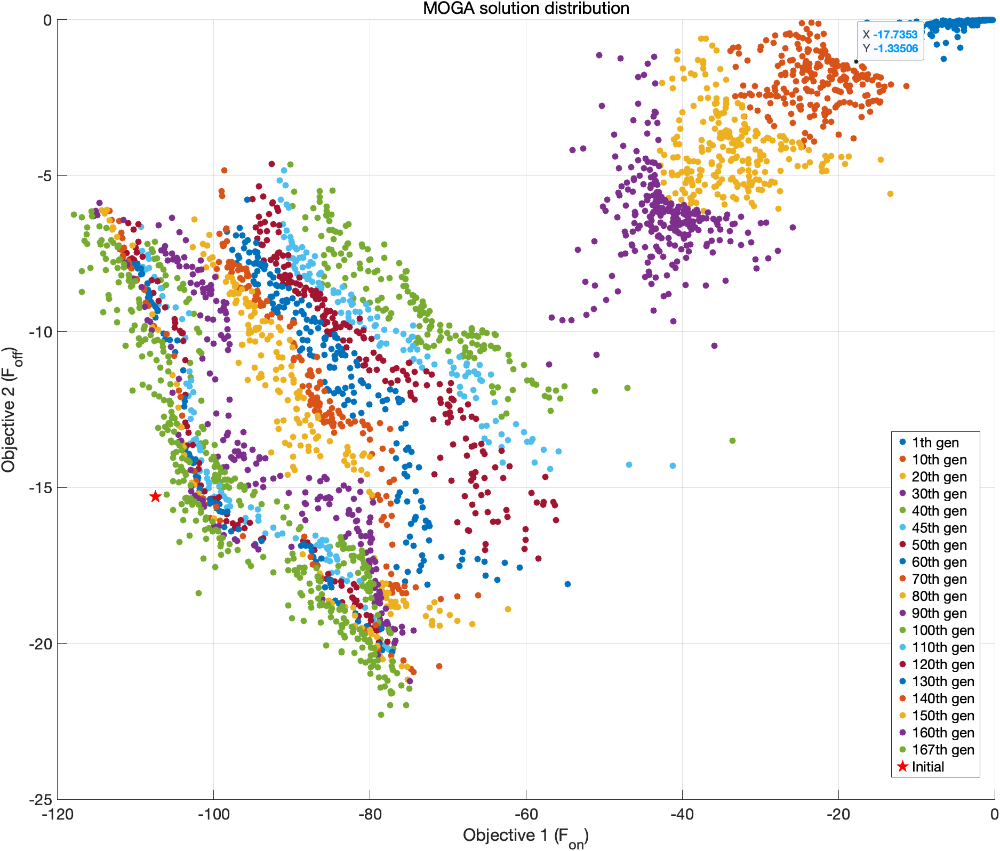 MOGA solution distribution
0
X -17.7353
Y -1.33506
-5
-10
Objective 2 (F_off)
-15
1th gen
10th gen
20th gen
30th gen
40th gen
45th gen
50th gen
60th gen
70th gen
80th gen
90th gen
100th gen
110th gen
120th gen
130th gen
140th gen
150th gen
160th gen
167th gen
Initial
-20
-25
-120 -100 -80 -60 -40 -20 0
Objective 1 (F_on)